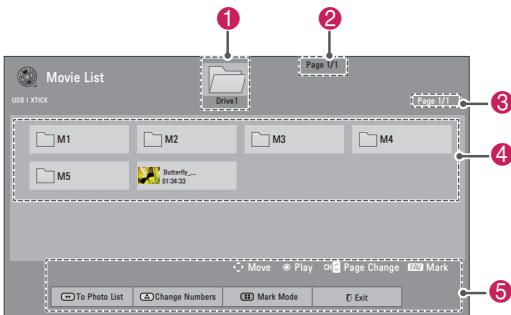 1
2
Page 1/1
Movie List
USB 1 XTICK
Drive1
Page 1/1
3
M1
M2
M3
M4
4
M5
Butterfly_...
01:34:33
Move
Play
CH Page Change
FAV Mark
To Photo List
Change Numbers
Mark Mode
Exit
5